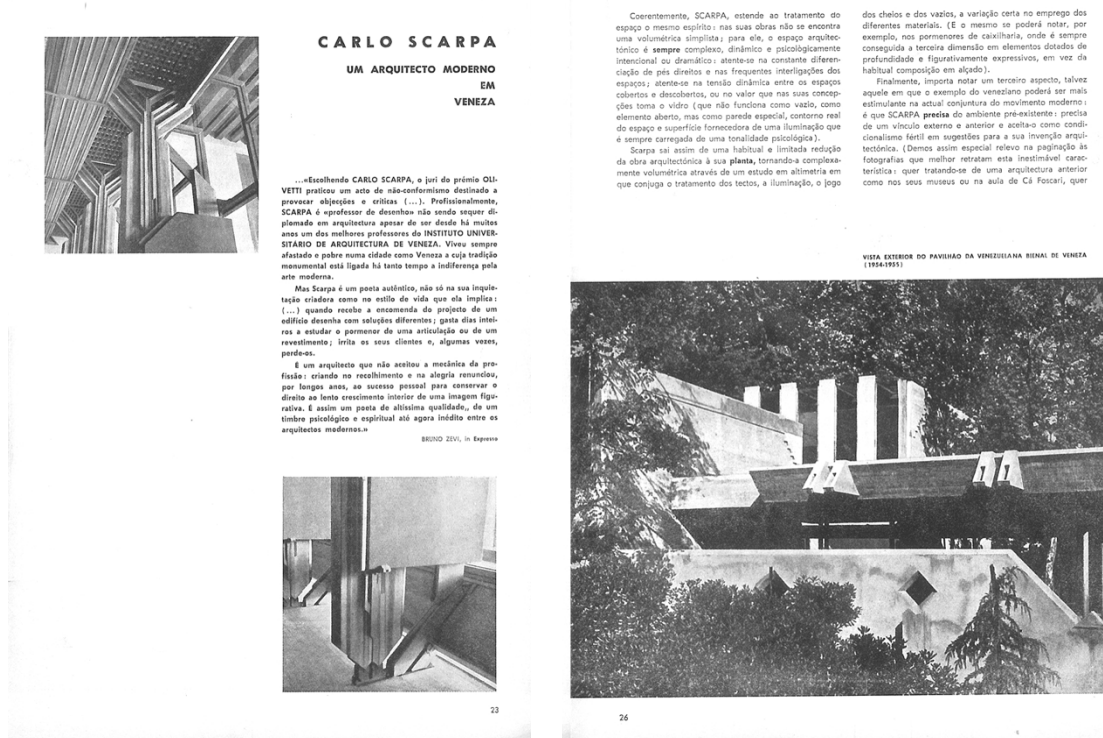 CARLO SCARPA
UM ARQUITECTO MODERNO
EM
VENEZA
...«Escolhendo CARLO SCARPA, o juri do prémio OLI-
VETTI praticou um acto de não-conformismo destinado a
provocar objecções e críticas (...). Profissionalmente,
SCARPA é «professor de desenho» não sendo sequer di-
plomado em arquitectura apesar de ser desde há muitos
anos um dos melhores professores do INSTITUTO UNIVER-
SITÁRIO DE ARQUITECTURA DE VENEZA. Viveu sempre
afastado e pobre numa cidade como Veneza a cuja tradição
monumental está ligada há tanto tempo a indiferença pela
arte moderna.
Mas Scarpa é um poeta autêntico, não só na sua inquie-
tação criadora como no estilo de vida que ela implica:
(...) quando recebe a encomenda do projecto de um
edifício desenha com soluções diferentes; gasta dias intei-
ros a estudar o pormenor de uma articulação ou de um
revestimento; irrita os seus clientes e, algumas vezes,
perde-os.
É um arquitecto que não aceitou a mecânica da pro-
fissão: criando no recolhimento e na alegria renunciou,
por longos anos, ao sucesso pessoal para conservar o
direito ao lento crescimento interior de uma imagem figu-
rativa. É assim um poeta de altíssima qualidade,, de um
timbre psicológico e espiritual até agora inédito entre os
arquitectos modernos.»
BRUNO ZEVI, in Expresso
23
Coerentemente, SCARPA, estende ao tratamento do
espaço o mesmo espírito: nas suas obras não se encontra
uma volumétrica simplista; para ele, o espaço arquitec-
tónico é sempre complexo, dinâmico e psicològicamente
intencional ou dramático: atente-se na constante diferen-
ciação de pés direitos e nas frequentes interligações dos
espaços; atente-se na tensão dinâmica entre os espaços
cobertos e descobertos, ou no valor que nas suas concep-
ções toma o vidro (que não funciona como vazio, como
elemento aberto, mas como parede especial, contorno real
do espaço e superfície fornecedora de uma iluminação que
é sempre carregada de uma tonalidade psicológica).
Scarpa sai assim de uma habitual e limitada redução
da obra arquitectónica à sua planta, tornando-a complexa-
mente volumétrica através de um estudo em altimetria em
que conjuga o tratamento dos tectos, a iluminação, o jogo
dos cheios e dos vazios, a variação certa no emprego dos
diferentes materiais. (E o mesmo se poderá notar, por
exemplo, nos pormenores de caixilharia, onde é sempre
conseguida a terceira dimensão em elementos dotados de
profundidade e figurativamente expressivos, em vez da
habitual composição em alçado).
Finalmente, importa notar um terceiro aspecto, talvez
aquele em que o exemplo do veneziano poderá ser mais
estimulante na actual conjuntura do movimento moderno:
é que SCARPA precisa do ambiente pré-existente: precisa
de um vínculo externo e anterior e aceita-o como condi-
cionalismo fértil em sugestões para a sua invenção arqui-
tectónica. (Demos assim especial relevo na paginação às
fotografias que melhor retratam esta inestimável carac-
terística: quer tratando-se de uma arquitectura anterior
como nos seus museus ou na aula de Cá Foscari, quer
VISTA EXTERIOR DO PAVILHÃO DA VENEZUELANA BIENAL DE VENEZA
(1954-1955)
26